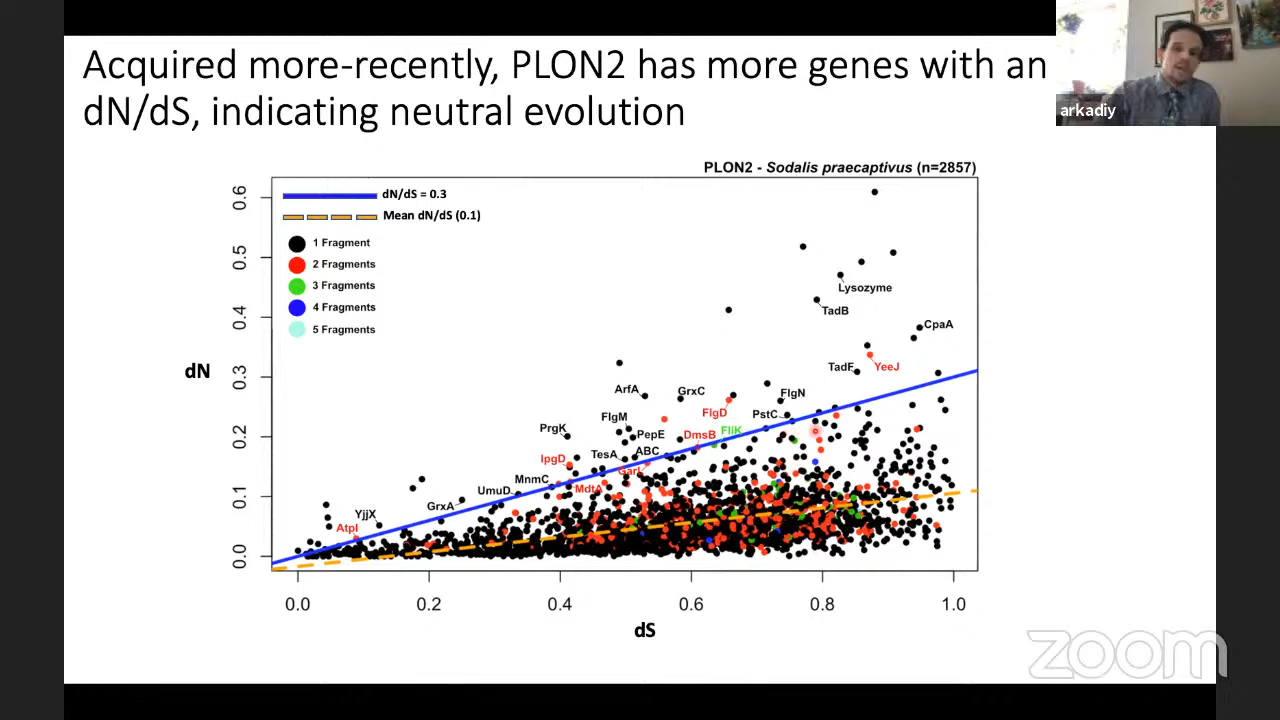 Acquired more-recently, PLON2 has more genes with an
dN/dS, indicating neutral evolution
arkadiy
PLON2 - Sodalis praecaptivus (n=2857)
dN/dS = 0.3
Mean dN/dS (0.1)
1 Fragment
2 Fragments
3 Fragments
4 Fragments
5 Fragments
0.6
0.5
0.4
0.3
0.2
0.1
0.0
dN
Lysozyme
TadB
CpaA
TadF
YeeJ
ArfA
GrxC
FlgN
FlgD
PstC
FlgM
PrgK
PepE
DmsB
FliK
TesA
ABC
IpgD
GarL
MnmC
MdtA
UmuD
GrxA
YjjX
AtpI
0.0
0.2
0.4
0.6
0.8
1.0
dS
zoom